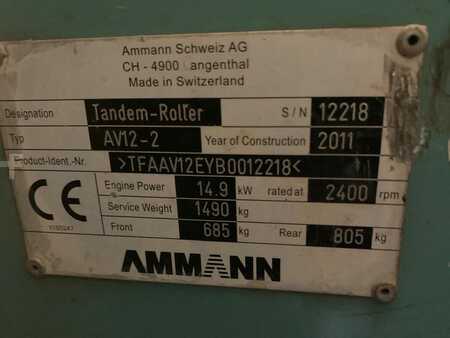 Ammann Schweiz AG
CH - 4900 Langenthal
Made in Switzerland
Designation Tandem-Roller S/N 12218
Typ AV12-2 Year of Construction 2011
Product-Ident.-Nr. >TFAAV12EYB0012218<
CE Engine Power 14.9 kW rated at 2400 rpm
Service Weight 1490 kg
Front 685 kg Rear 805 kg
AMMANN